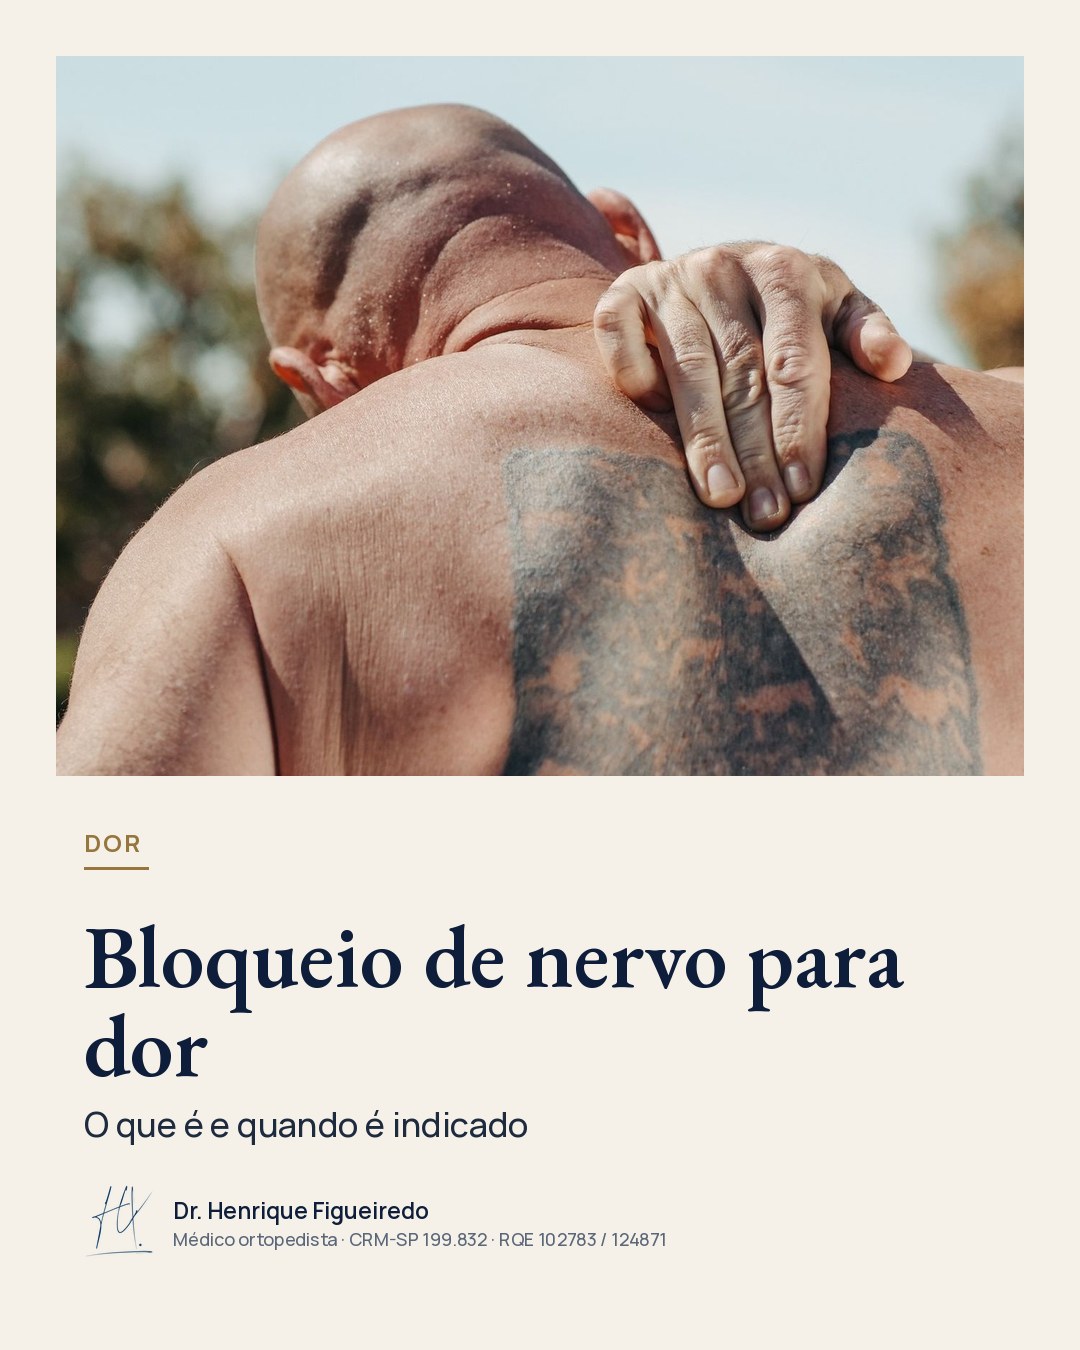 DOR
Bloqueio de nervo para
dor
O que é e quando é indicado
Dr. Henrique Figueiredo
Médico ortopedista · CRM-SP 199.832 · RQE 102783 / 124871